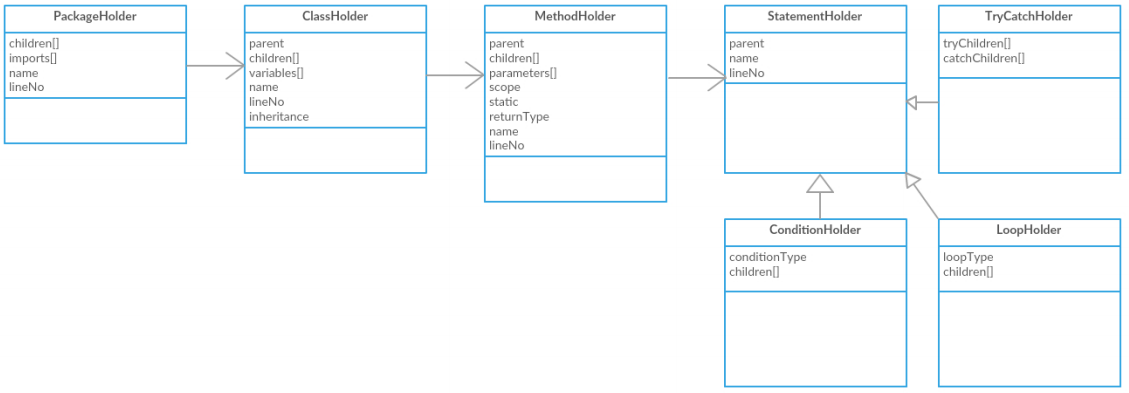 PackageHolder
children[]
imports[]
name
lineNo
ClassHolder
parent
children[]
variables[]
name
lineNo
inheritance
MethodHolder
parent
children[]
parameters[]
scope
static
returnType
name
lineNo
StatementHolder
parent
name
lineNo
TryCatchHolder
tryChildren[]
catchChildren[]
ConditionHolder
conditionType
children[]
LoopHolder
loopType
children[]